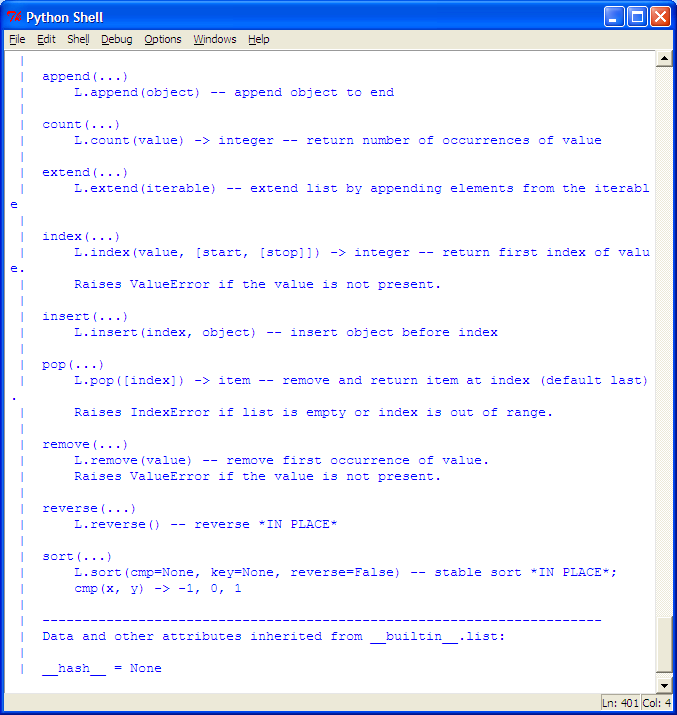 Python Shell
File Edit Shell Debug Options Windows Help
|
| append(...)
|     L.append(object) -- append object to end
|
| count(...)
|     L.count(value) -> integer -- return number of occurrences of value
|
| extend(...)
|     L.extend(iterable) -- extend list by appending elements from the iterabl
e
|
| index(...)
|     L.index(value, [start, [stop]]) -> integer -- return first index of valu
e.
|     Raises ValueError if the value is not present.
|
| insert(...)
|     L.insert(index, object) -- insert object before index
|
| pop(...)
|     L.pop([index]) -> item -- remove and return item at index (default last)
.
|     Raises IndexError if list is empty or index is out of range.
|
| remove(...)
|     L.remove(value) -- remove first occurrence of value.
|     Raises ValueError if the value is not present.
|
| reverse(...)
|     L.reverse() -- reverse *IN PLACE*
|
| sort(...)
|     L.sort(cmp=None, key=None, reverse=False) -- stable sort *IN PLACE*;
|     cmp(x, y) -> -1, 0, 1
|
| ----------------------------------------------------------------------
| Data and other attributes inherited from __builtin__.list:
|
| __hash__ = None
Ln: 401 Col: 4